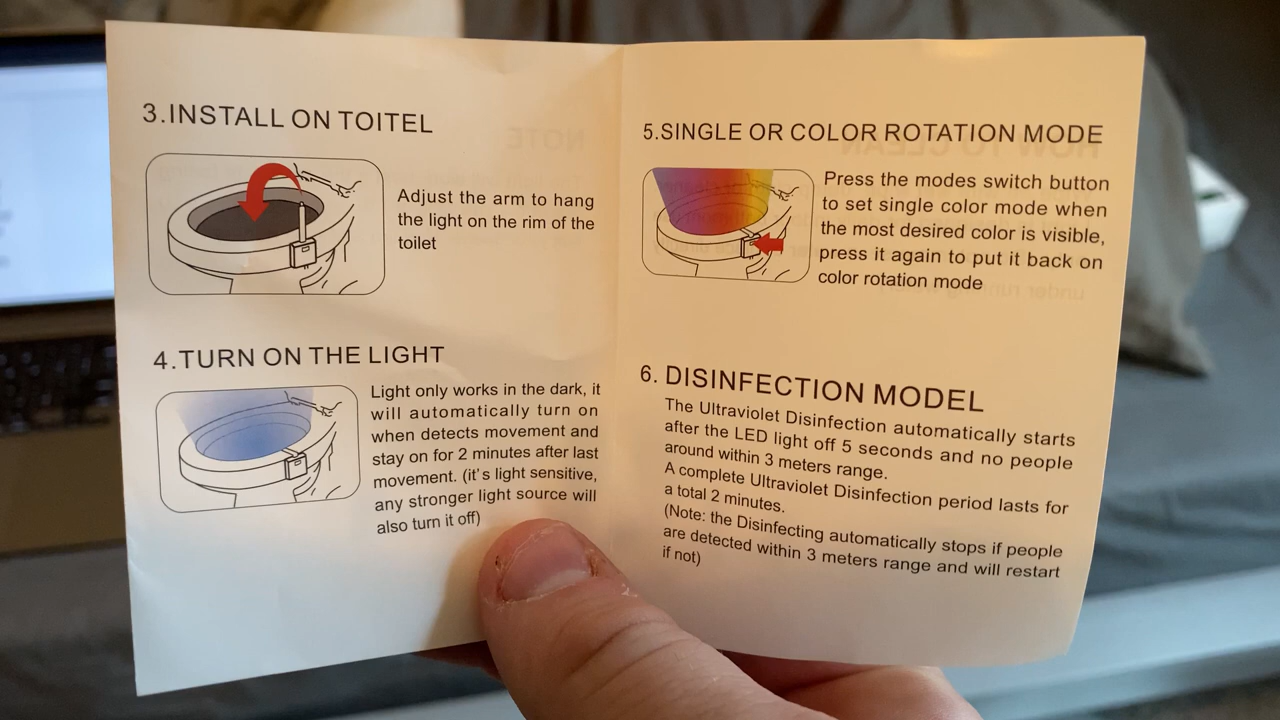 3.INSTALL ON TOITEL
Adjust the arm to hang
the light on the rim of the
toilet
4.TURN ON THE LIGHT
Light only works in the dark, it
will automatically turn on
when detects movement and
stay on for 2 minutes after last
movement. (it's light sensitive,
any stronger light source will
also turn it off)
5.SINGLE OR COLOR ROTATION MODE
Press the modes switch button
to set single color mode when
the most desired color is visible,
press it again to put it back on
color rotation mode
6. DISINFECTION MODEL
The Ultraviolet Disinfection automatically starts
after the LED light off 5 seconds and no people
around within 3 meters range.
A complete Ultraviolet Disinfection period lasts for
a total 2 minutes.
(Note: the Disinfecting automatically stops if people
are detected within 3 meters range and will restart
if not)
NOTE
HOW TO CLEAN
under running